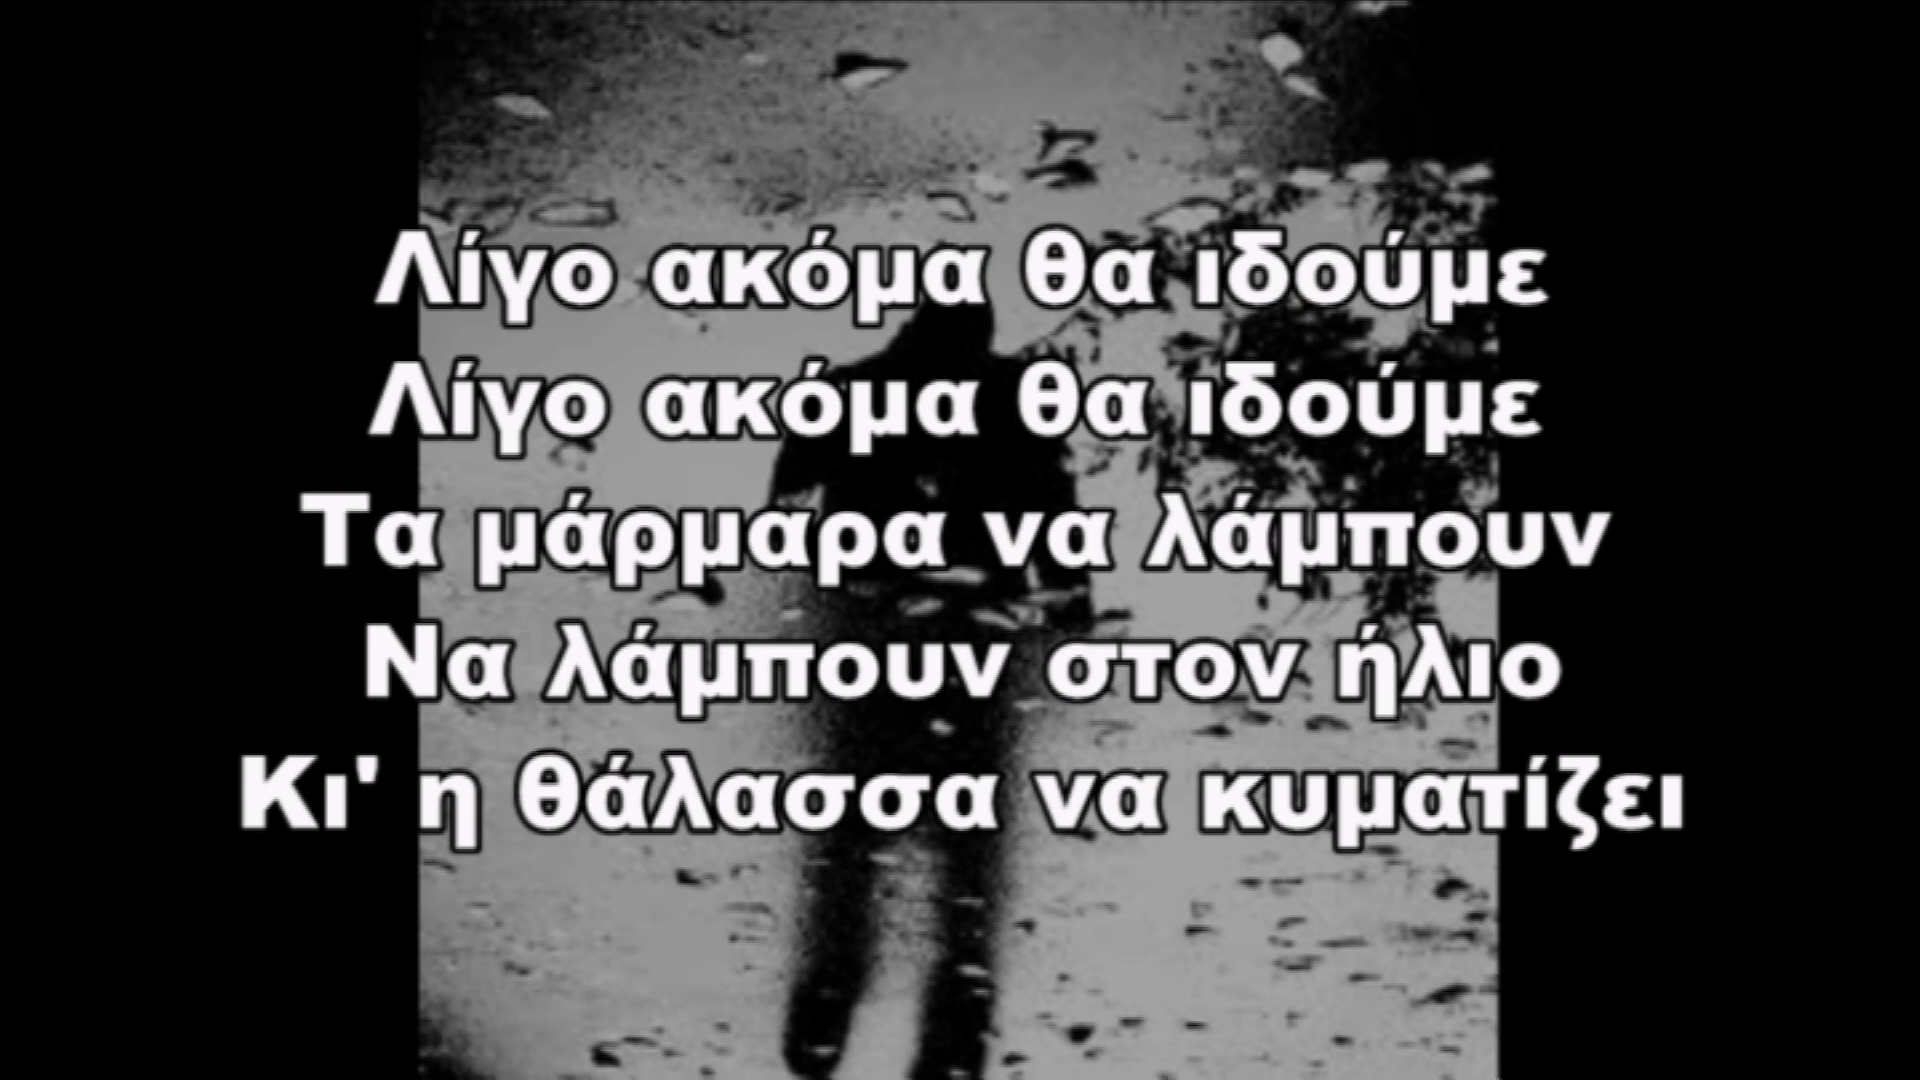 Λίγο ακόμα θα ιδούμε
Λίγο ακόμα θα ιδούμε
Τα μάρμαρα να λάμπουν
Να λάμπουν στον ήλιο
Κι' η θάλασσα να κυματίζει